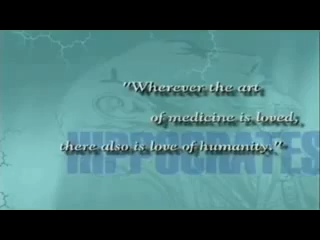 "Wherever the art
of medicine is loved,
there also is love of humanity."
HIPPOCRATES